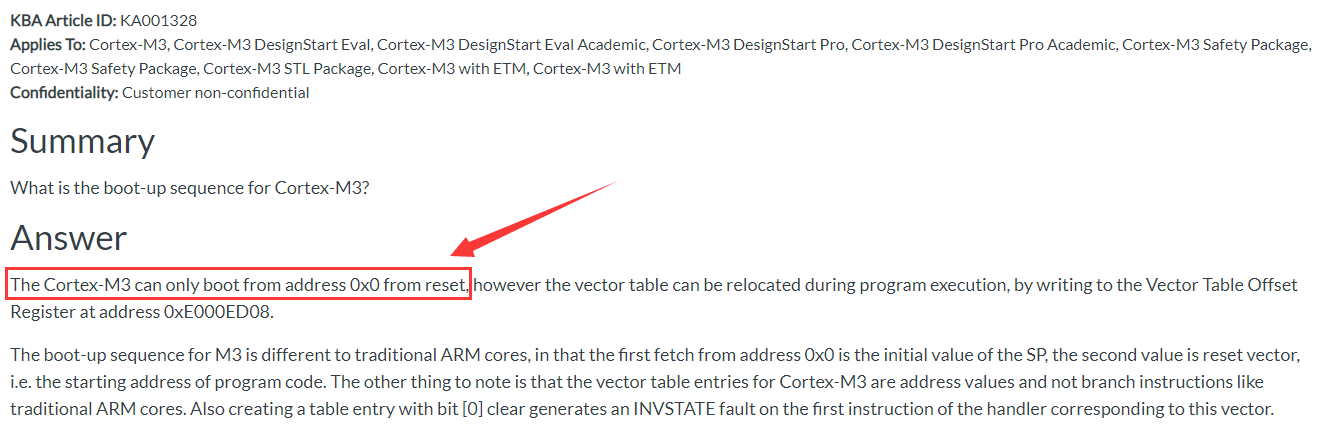 KBA Article ID: KA001328
Applies To: Cortex-M3, Cortex-M3 DesignStart Eval, Cortex-M3 DesignStart Eval Academic, Cortex-M3 DesignStart Pro, Cortex-M3 DesignStart Pro Academic, Cortex-M3 Safety Package,
Cortex-M3 Safety Package, Cortex-M3 STL Package, Cortex-M3 with ETM, Cortex-M3 with ETM
Confidentiality: Customer non-confidential
Summary
What is the boot-up sequence for Cortex-M3?
Answer
The Cortex-M3 can only boot from address 0x0 from reset, however the vector table can be relocated during program execution, by writing to the Vector Table Offset
Register at address 0xE000ED08.
The boot-up sequence for M3 is different to traditional ARM cores, in that the first fetch from address 0x0 is the initial value of the SP, the second value is reset vector,
i.e. the starting address of program code. The other thing to note is that the vector table entries for Cortex-M3 are address values and not branch instructions like
traditional ARM cores. Also creating a table entry with bit [0] clear generates an INVSTATE fault on the first instruction of the handler corresponding to this vector.